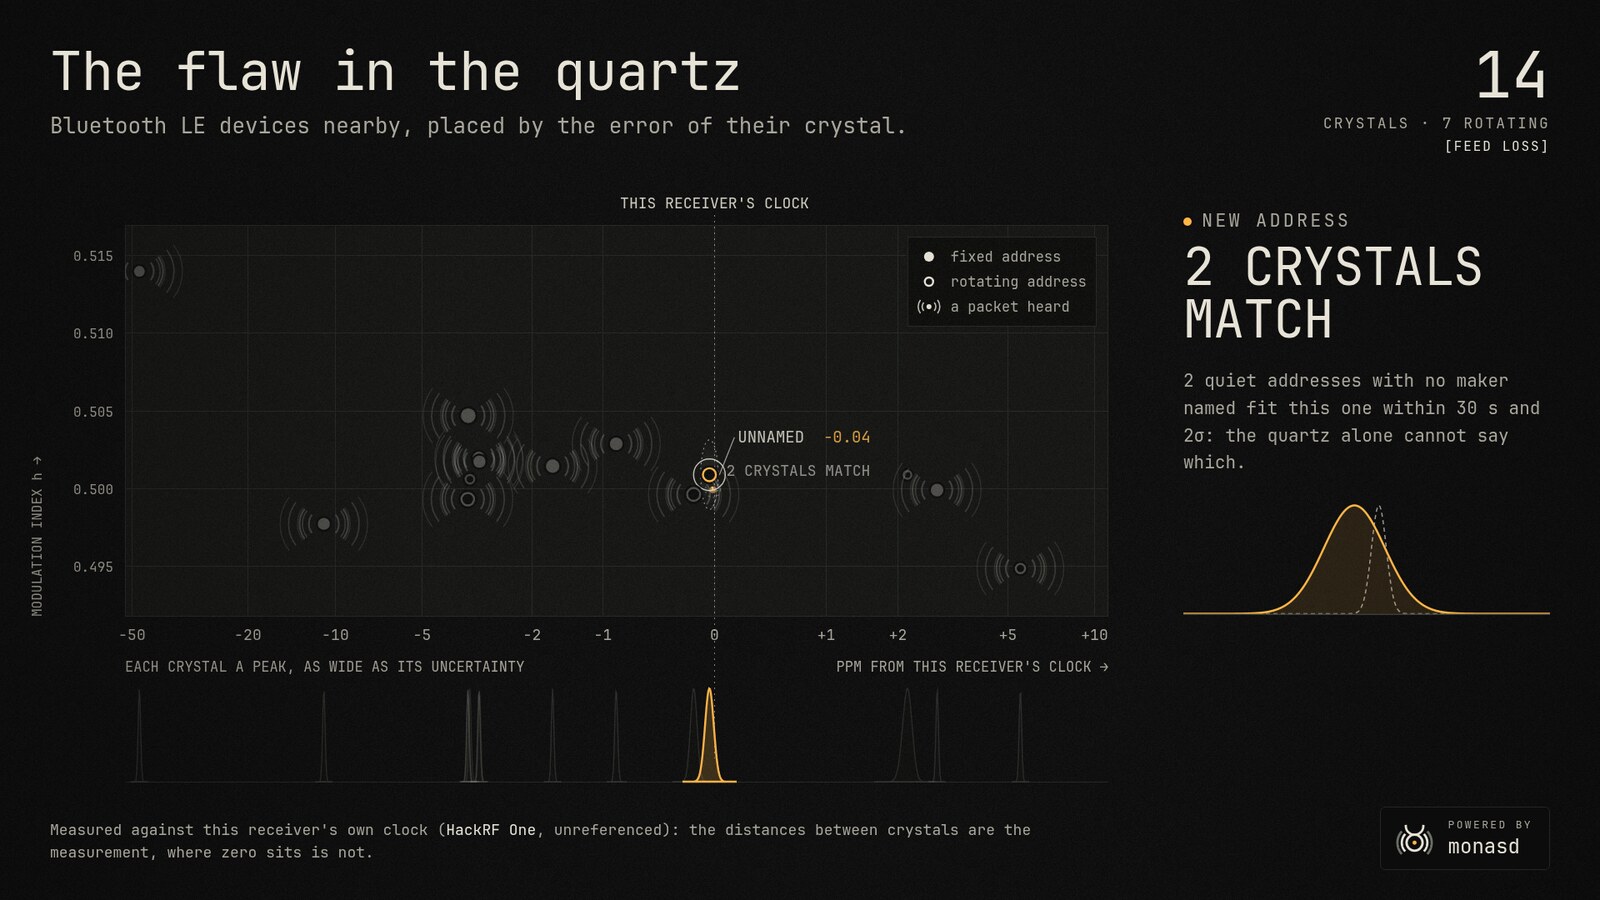 The flaw in the quartz
Bluetooth LE devices nearby, placed by the error of their crystal.
14
CRYSTALS · 7 ROTATING
[FEED LOSS]
THIS RECEIVER'S CLOCK
0.515
0.510
0.505
0.500
0.495
MODULATION INDEX h →
fixed address
rotating address
a packet heard
UNNAMED -0.04
2 CRYSTALS MATCH
-50 -20 -10 -5 -2 -1 0 +1 +2 +5 +10
EACH CRYSTAL A PEAK, AS WIDE AS ITS UNCERTAINTY
PPM FROM THIS RECEIVER'S CLOCK →
NEW ADDRESS
2 CRYSTALS
MATCH
2 quiet addresses with no maker
named fit this one within 30 s and
2σ: the quartz alone cannot say
which.
Measured against this receiver's own clock (HackRF One, unreferenced): the distances between crystals are the
measurement, where zero sits is not.
POWERED BY
monasd